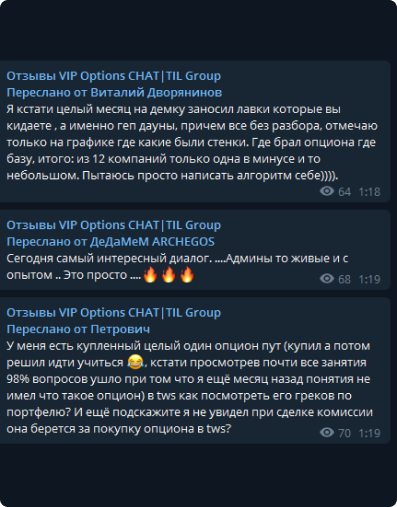 Отзывы VIP Options CHAT|TIL Group
Переслано от Виталий Дворянинов
Я кстати целый месяц на демку заносил лавки которые вы
кидаете , а именно геп дауны, причем все без разбора, отмечаю
только на графике где какие были стенки. Где брал опциона где
базу, итого: из 12 компаний только одна в минусе и то
небольшом. Пытаюсь просто написать алгоритм себе)))).
64 1:18
Отзывы VIP Options CHAT|TIL Group
Переслано от ДеДаМеМ ARCHEGOS
Сегодня самый интересный диалог. ....Админы то живые и с
опытом .. Это просто ....🔥🔥🔥
68 1:19
Отзывы VIP Options CHAT|TIL Group
Переслано от Петрович
У меня есть купленный целый один опцион пут (купил а потом
решил идти учиться 😂, кстати просмотрев почти все занятия
98% вопросов ушло при том что я ещё месяц назад понятия не
имел что такое опцион) в tws как посмотреть его греков по
портфелю? И ещё подскажите я не увидел при сделке комиссии
она берется за покупку опциона в tws?
70 1:19